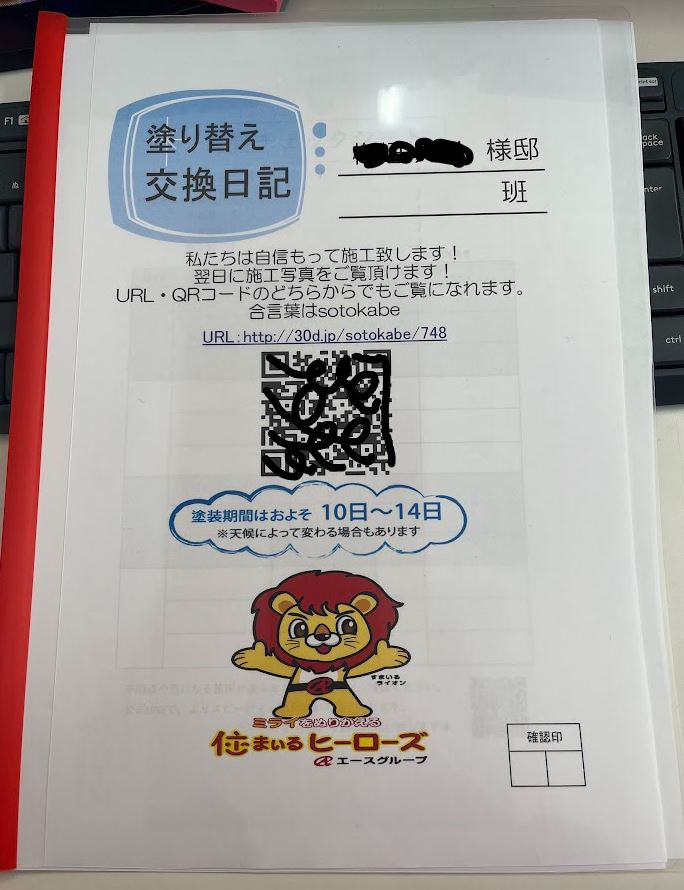 塗り替え
交換日記
様邸
班
私たちは自信もって施工致します！
翌日に施工写真をご覧頂けます！
URL・QRコードのどちらからでもご覧になれます。
合言葉はsotokabe
URL：http://30d.jp/sotokabe/748
塗装期間はおよそ 10日～14日
※天候によって変わる場合もあります
すまいる
ライオン
ミライをぬりかえる
住まいるヒーローズ
エースグループ
確認印
F1
ぬ
shift
ctrl